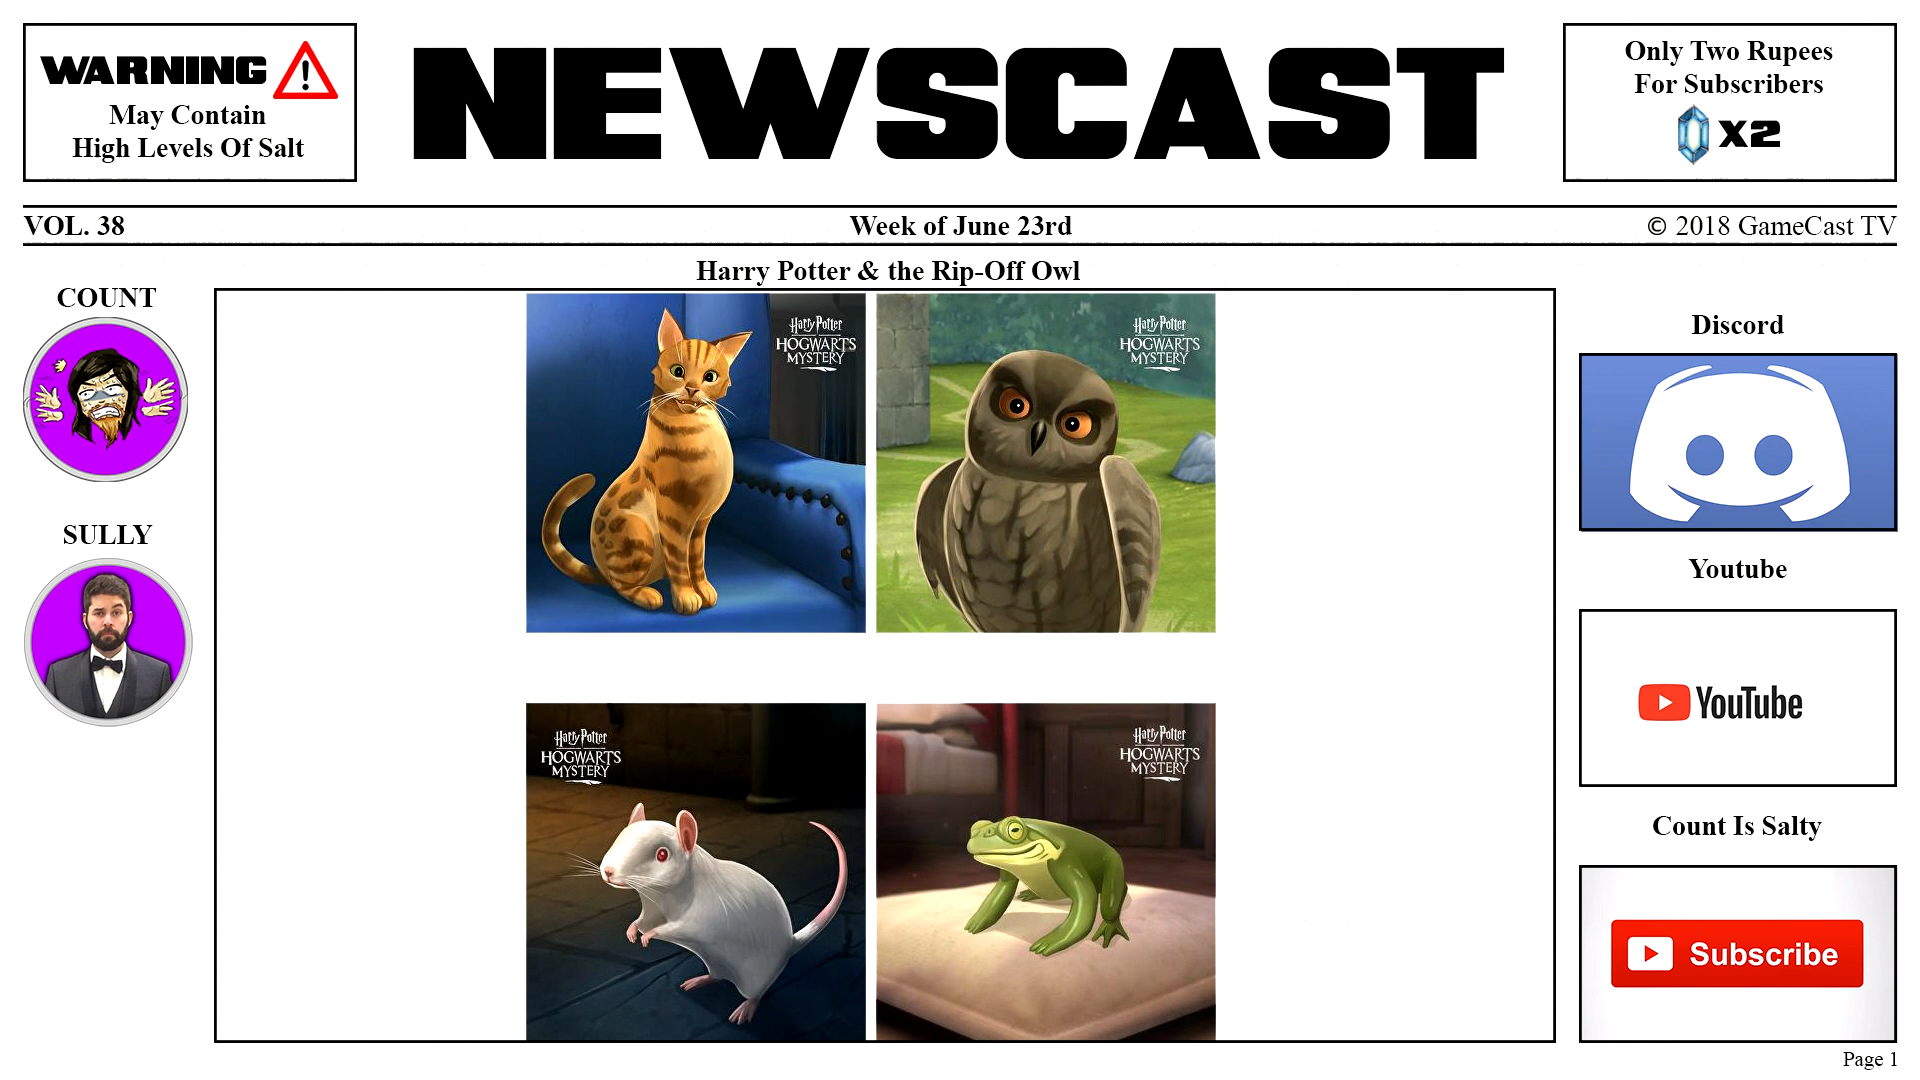 WARNING
May Contain
High Levels Of Salt
NEWSCAST
Only Two Rupees
For Subscribers
X2
VOL. 38
Week of June 23rd
© 2018 GameCast TV
Harry Potter & the Rip-Off Owl
COUNT
SULLY
Harry Potter
HOGWARTS
MYSTERY
Harry Potter
HOGWARTS
MYSTERY
Harry Potter
HOGWARTS
MYSTERY
Harry Potter
HOGWARTS
MYSTERY
Discord
Youtube
YouTube
Count Is Salty
Subscribe
Page 1